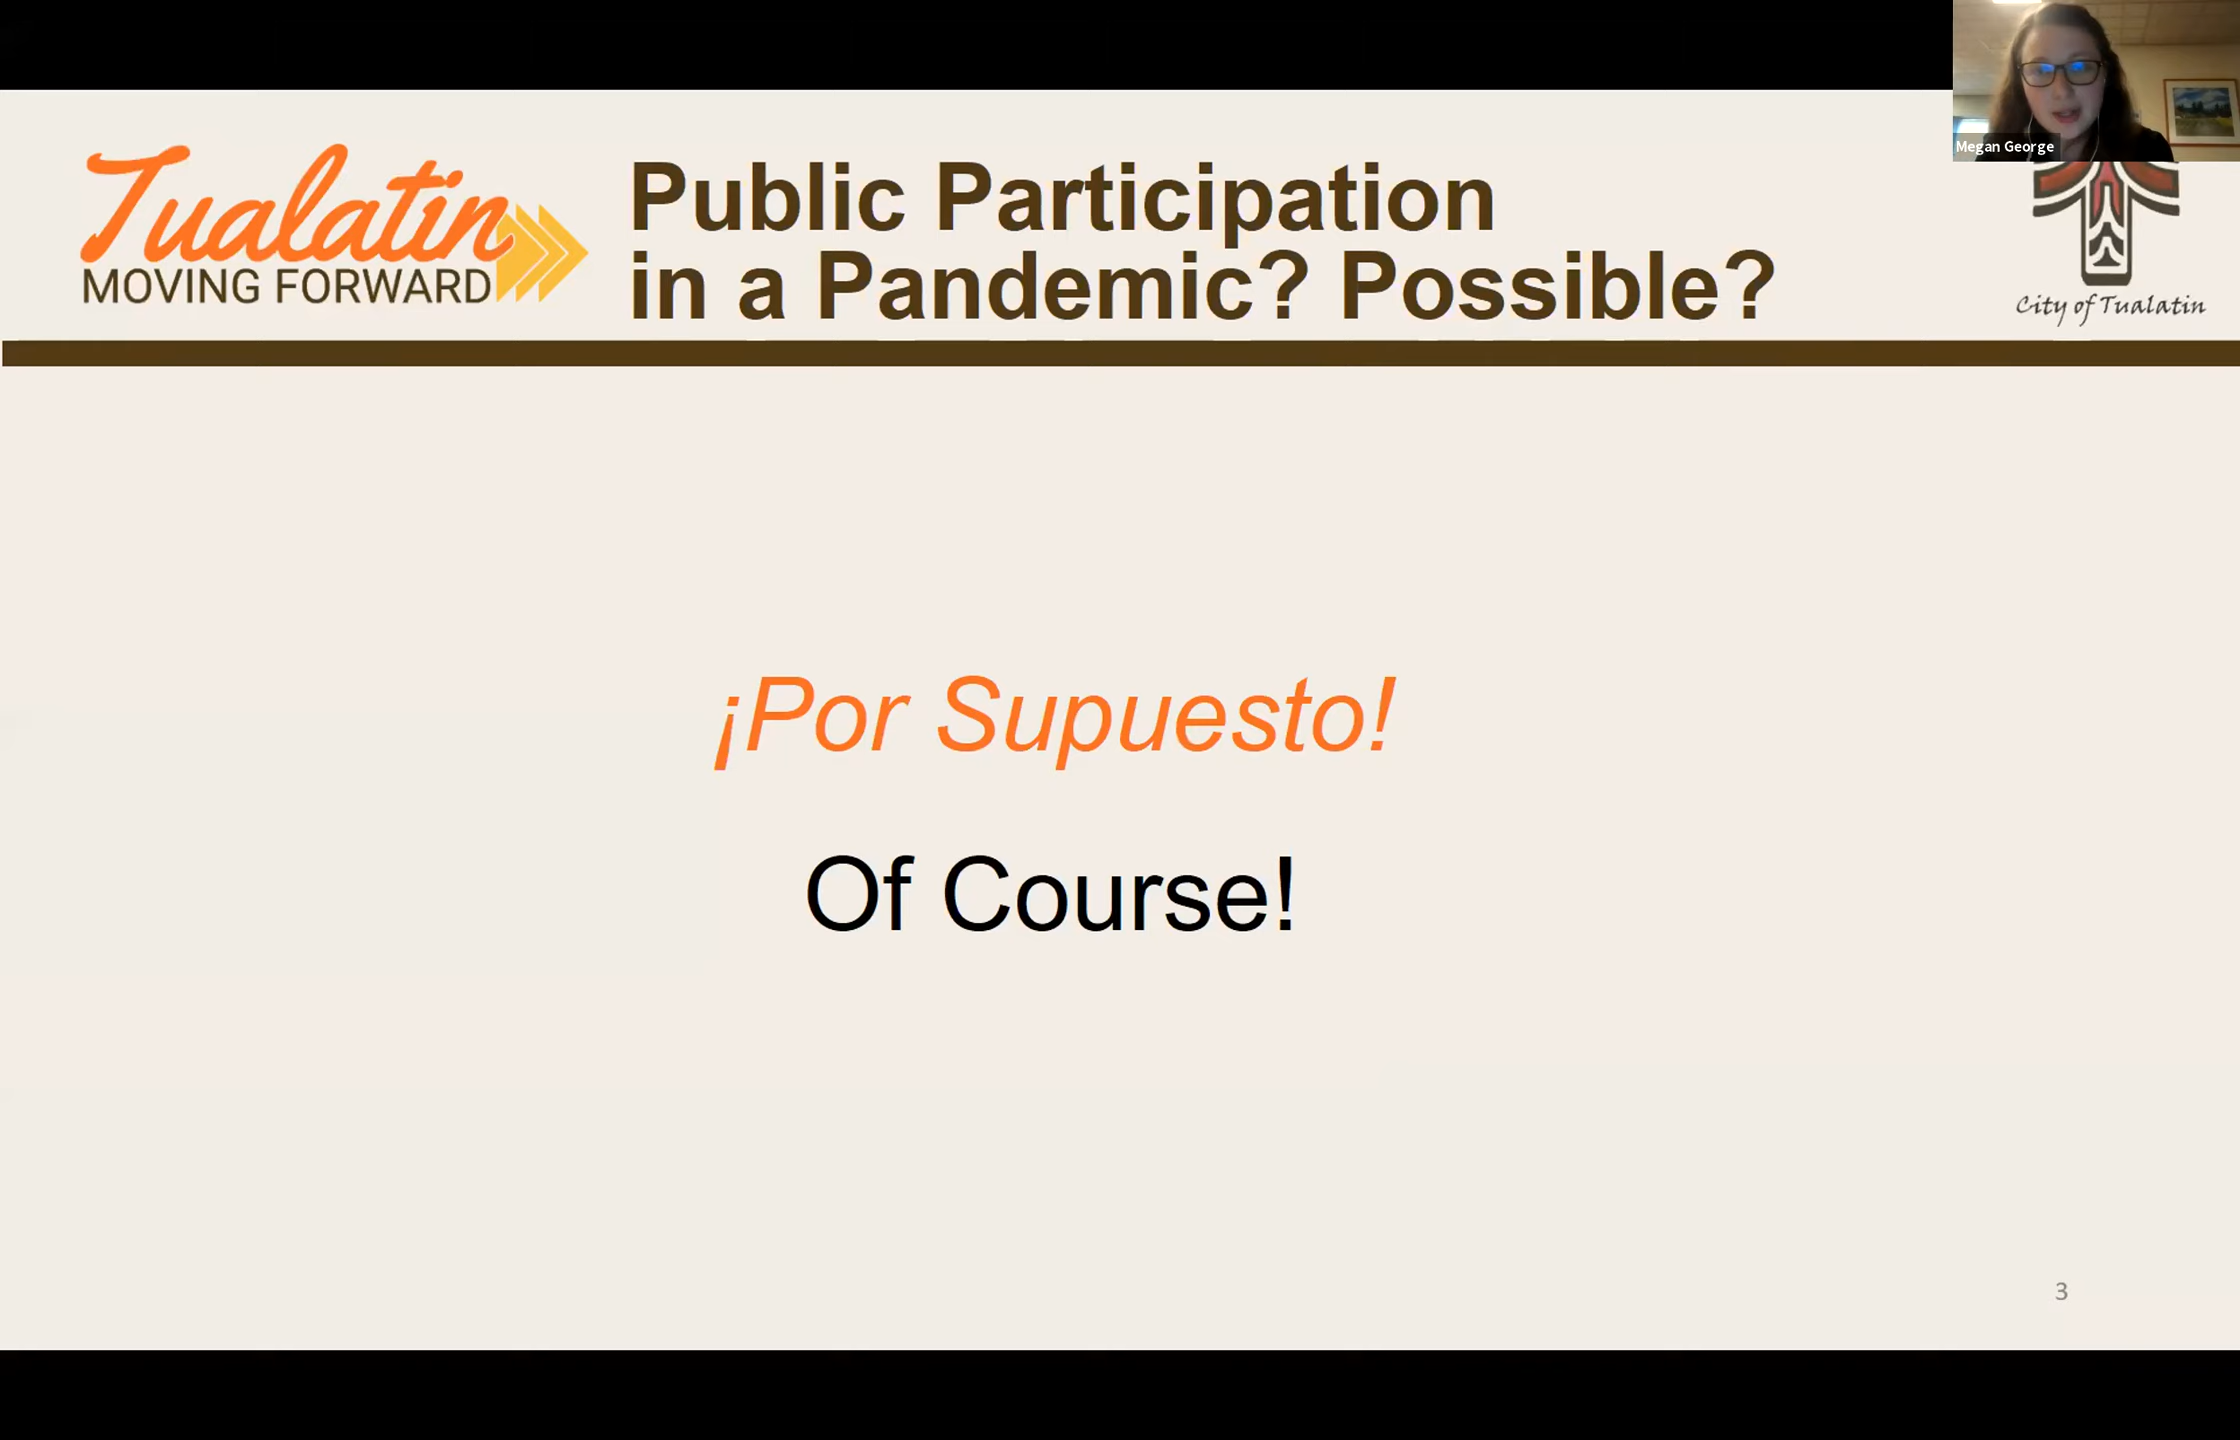 Megan George
Tualatin
MOVING FORWARD
Public Participation
in a Pandemic? Possible?
City of Tualatin
¡Por Supuesto!
Of Course!
3